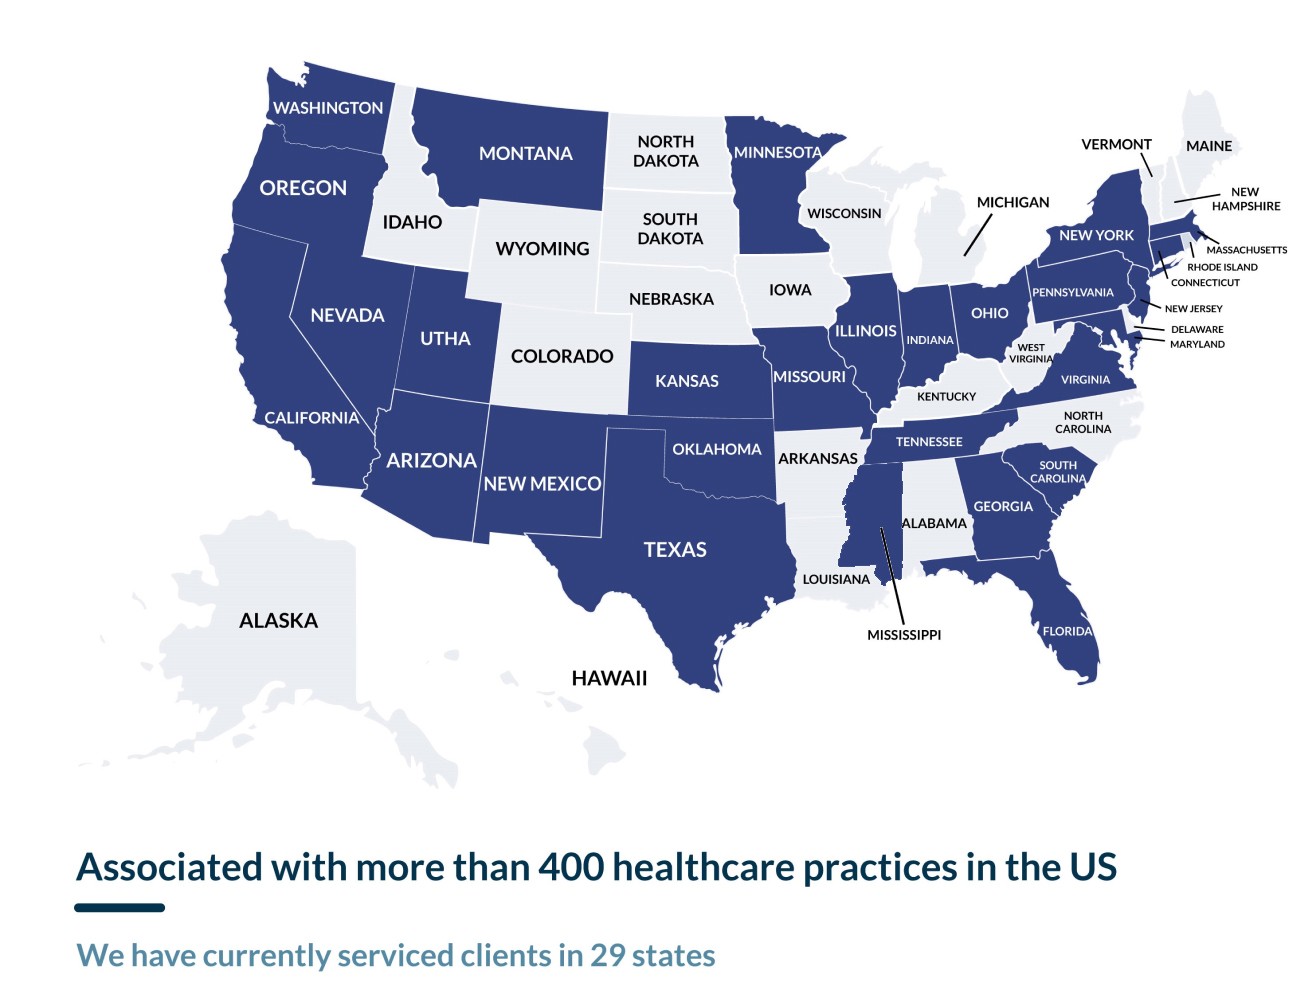 WASHINGTON
OREGON
IDAHO
MONTANA
NORTH
DAKOTA
MINNESOTA
WISCONSIN
MICHIGAN
VERMONT
MAINE
NEW
HAMPSHIRE
WYOMING
SOUTH
DAKOTA
NEW YORK
MASSACHUSETTS
RHODE ISLAND
CONNECTICUT
NEVADA
UTHA
NEBRASKA
IOWA
ILLINOIS
INDIANA
OHIO
PENNSYLVANIA
NEW JERSEY
DELAWARE
MARYLAND
COLORADO
KANSAS
MISSOURI
WEST
VIRGINIA
VIRGINIA
KENTUCKY
CALIFORNIA
ARIZONA
NEW MEXICO
OKLAHOMA
ARKANSAS
TENNESSEE
NORTH
CAROLINA
SOUTH
CAROLINA
TEXAS
LOUISIANA
ALABAMA
GEORGIA
MISSISSIPPI
FLORIDA
ALASKA
HAWAII
Associated with more than 400 healthcare practices in the US
We have currently serviced clients in 29 states